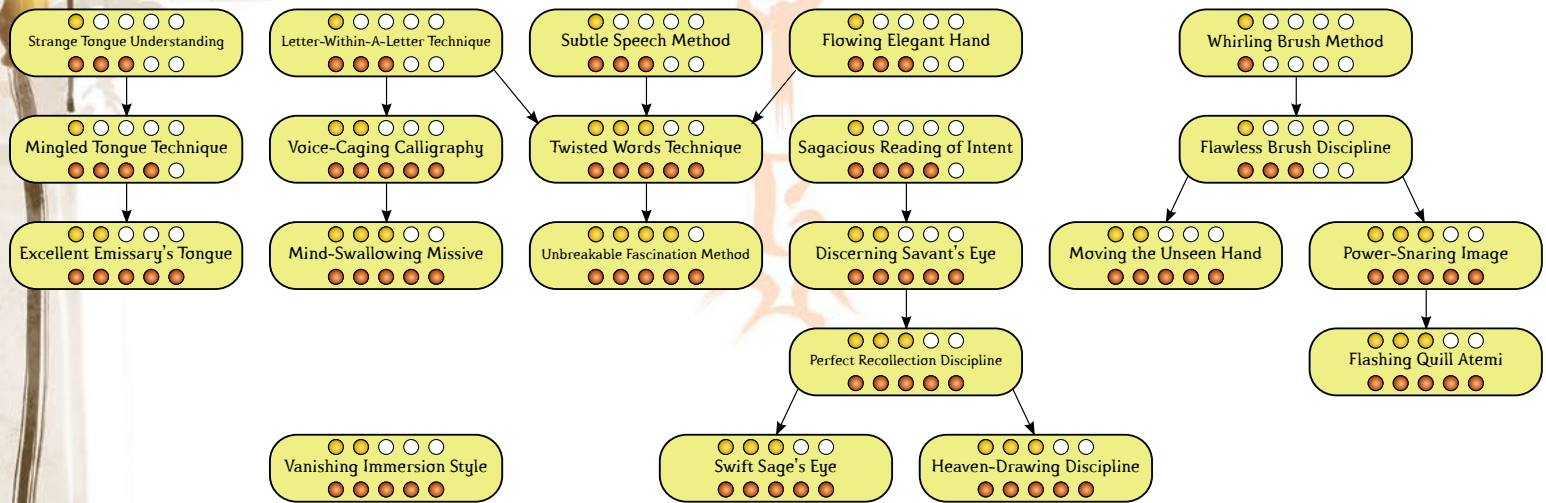 Strange Tongue Understanding
Letter-Within-A-Letter Technique
Subtle Speech Method
Flowing Elegant Hand
Whirling Brush Method
Mingled Tongue Technique
Voice-Caging Calligraphy
Twisted Words Technique
Sagacious Reading of Intent
Flawless Brush Discipline
Excellent Emissary's Tongue
Mind-Swallowing Missive
Unbreakable Fascination Method
Discerning Savant's Eye
Moving the Unseen Hand
Power-Snaring Image
Perfect Recollection Discipline
Flashing Quill Atemi
Vanishing Immersion Style
Swift Sage's Eye
Heaven-Drawing Discipline